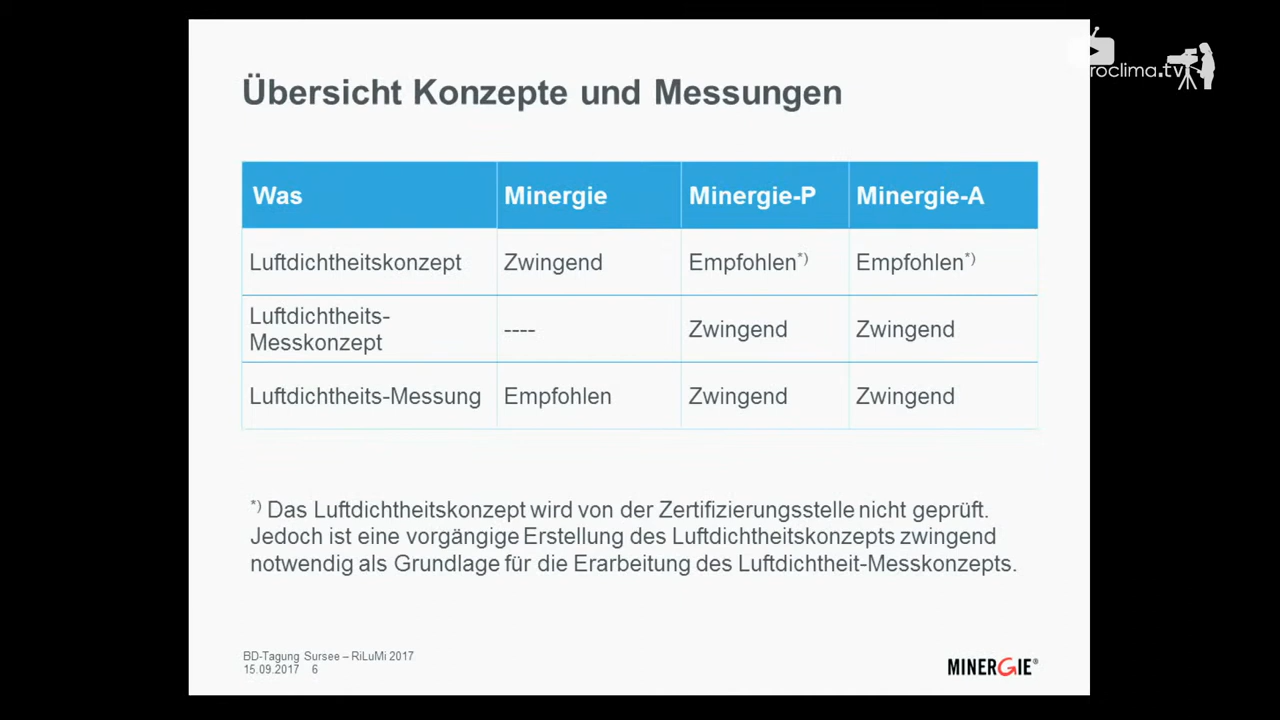 roclima.tv
Übersicht Konzepte und Messungen
Was Minergie Minergie-P Minergie-A
Luftdichtheitskonzept Zwingend Empfohlen*) Empfohlen*)
Luftdichtheits-
Messkonzept ---- Zwingend Zwingend
Luftdichtheits-Messung Empfohlen Zwingend Zwingend
*) Das Luftdichtheitskonzept wird von der Zertifizierungsstelle nicht geprüft.
Jedoch ist eine vorgängige Erstellung des Luftdichtheitskonzepts zwingend
notwendig als Grundlage für die Erarbeitung des Luftdichtheit-Messkonzepts.
BD-Tagung Sursee – RiLuMi 2017
15.09.2017 6
MINERGIE®